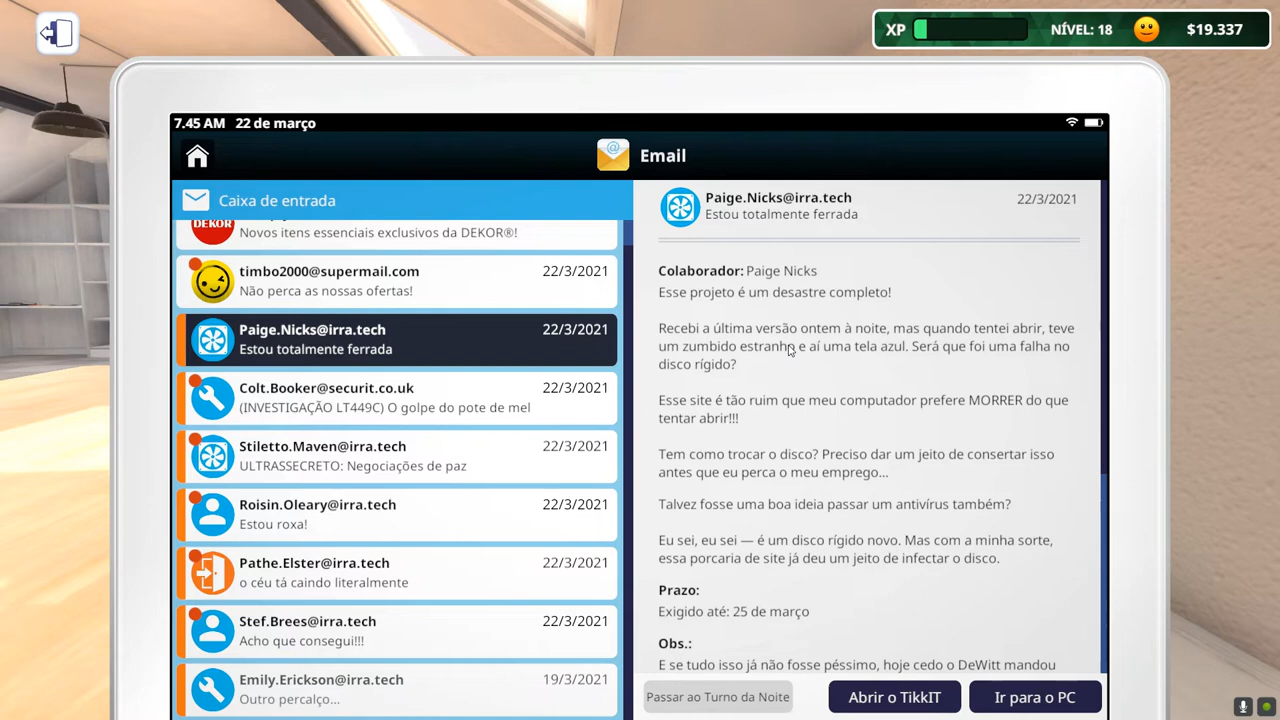 XP
NÍVEL: 18
$19.337
7.45 AM 22 de março
Email
Caixa de entrada
DEKOR
Novos itens essenciais exclusivos da DEKOR®!
timbo2000@supermail.com 22/3/2021
Não perca as nossas ofertas!
Paige.Nicks@irra.tech 22/3/2021
Estou totalmente ferrada
Colt.Booker@securit.co.uk 22/3/2021
(INVESTIGAÇÃO LT449C) O golpe do pote de mel
Stiletto.Maven@irra.tech 22/3/2021
ULTRASSECRETO: Negociações de paz
Roisin.Oleary@irra.tech 22/3/2021
Estou roxa!
Pathe.Elster@irra.tech 22/3/2021
o céu tá caindo literalmente
Stef.Brees@irra.tech 22/3/2021
Acho que consegui!!!
Emily.Erickson@irra.tech 19/3/2021
Outro percalço...
Paige.Nicks@irra.tech 22/3/2021
Estou totalmente ferrada
Colaborador: Paige Nicks
Esse projeto é um desastre completo!
Recebi a última versão ontem à noite, mas quando tentei abrir, teve
um zumbido estranho e aí uma tela azul. Será que foi uma falha no
disco rígido?
Esse site é tão ruim que meu computador prefere MORRER do que
tentar abrir!!!
Tem como trocar o disco? Preciso dar um jeito de consertar isso
antes que eu perca o meu emprego...
Talvez fosse uma boa ideia passar um antivírus também?
Eu sei, eu sei — é um disco rígido novo. Mas com a minha sorte,
essa porcaria de site já deu um jeito de infectar o disco.
Prazo:
Exigido até: 25 de março
Obs.:
E se tudo isso já não fosse péssimo, hoje cedo o DeWitt mandou
Passar ao Turno da Noite
Abrir o TikkIT
Ir para o PC